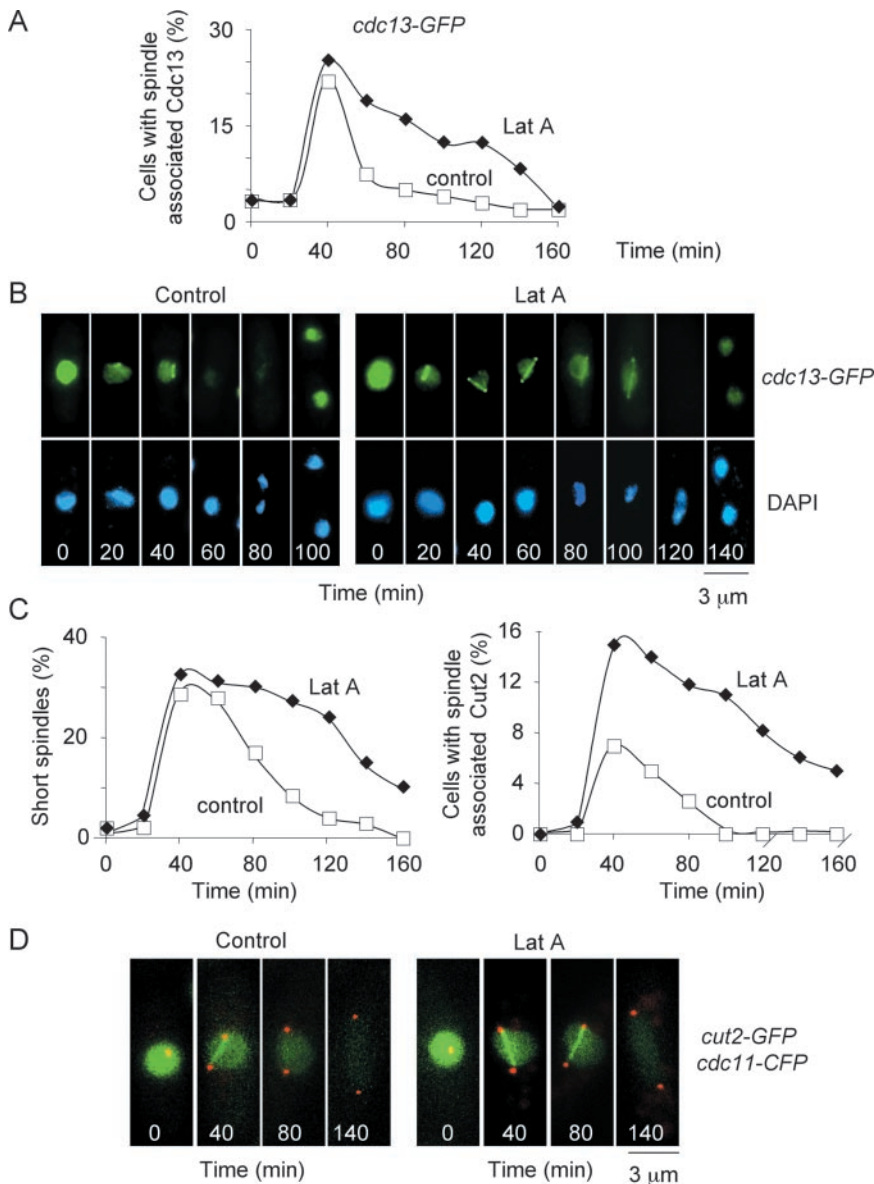 A
cdc13-GFP
Cells with spindle
associated Cdc13 (%)
30
15
0
Lat A
control
0 40 80 120 160
Time (min)
B
Control Lat A
cdc13-GFP
DAPI
0 20 40 60 80 100 0 20 40 60 80 100 120 140
Time (min)
3 µm
C
Short spindles (%)
40
20
0
Lat A
control
0 40 80 120 160
Time (min)
Cells with spindle
associated Cut2 (%)
16
12
8
4
0
Lat A
control
0 40 80 120 160
Time (min)
D
Control Lat A
cut2-GFP
cdc11-CFP
0 40 80 140 0 40 80 140
Time (min) Time (min)
3 µm